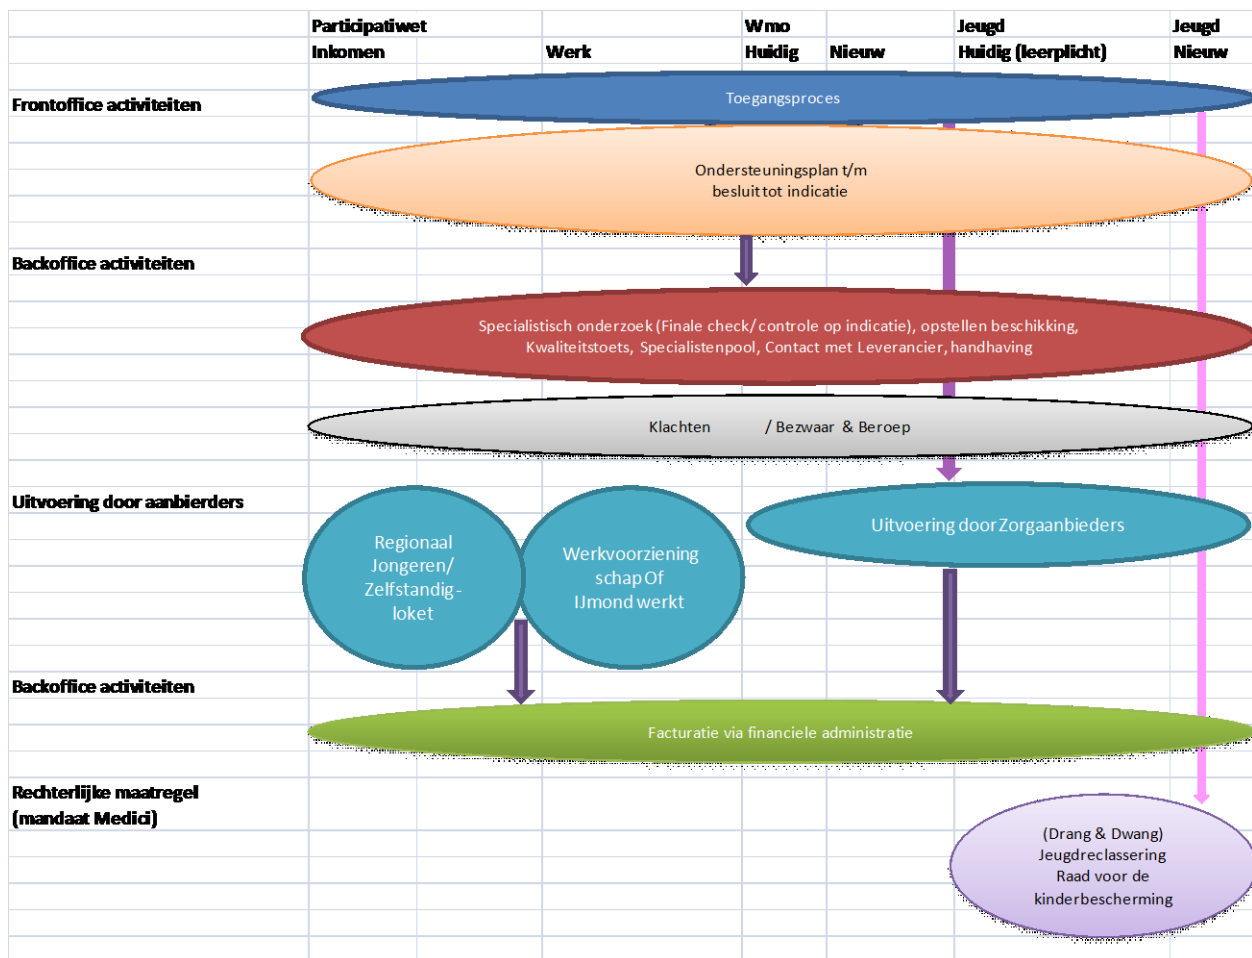 Participatiwet Wmo Jeugd Jeugd
Inkomen Werk Huidig Nieuw Huidig (leerplicht) Nieuw
Frontoffice activiteiten
Toegangsproces
Ondersteuningsplan t/m
besluit tot indicatie
Backoffice activiteiten
Specialistisch onderzoek (Finale check/ controle op indicatie), opstellen beschikking,
Kwaliteitstoets, Specialistenpool, Contact met Leverancier, handhaving
Klachten / Bezwaar & Beroep
Uitvoering door aanbierders
Regionaal
Jongeren/
Zelfstandig-
loket
Werkvoorziening
schap Of
IJmond werkt
Uitvoering door Zorgaanbieders
Backoffice activiteiten
Facturatie via financiele administratie
Rechterlijke maatregel
(mandaat Medici)
(Drang & Dwang)
Jeugdreclassering
Raad voor de
kinderbescherming